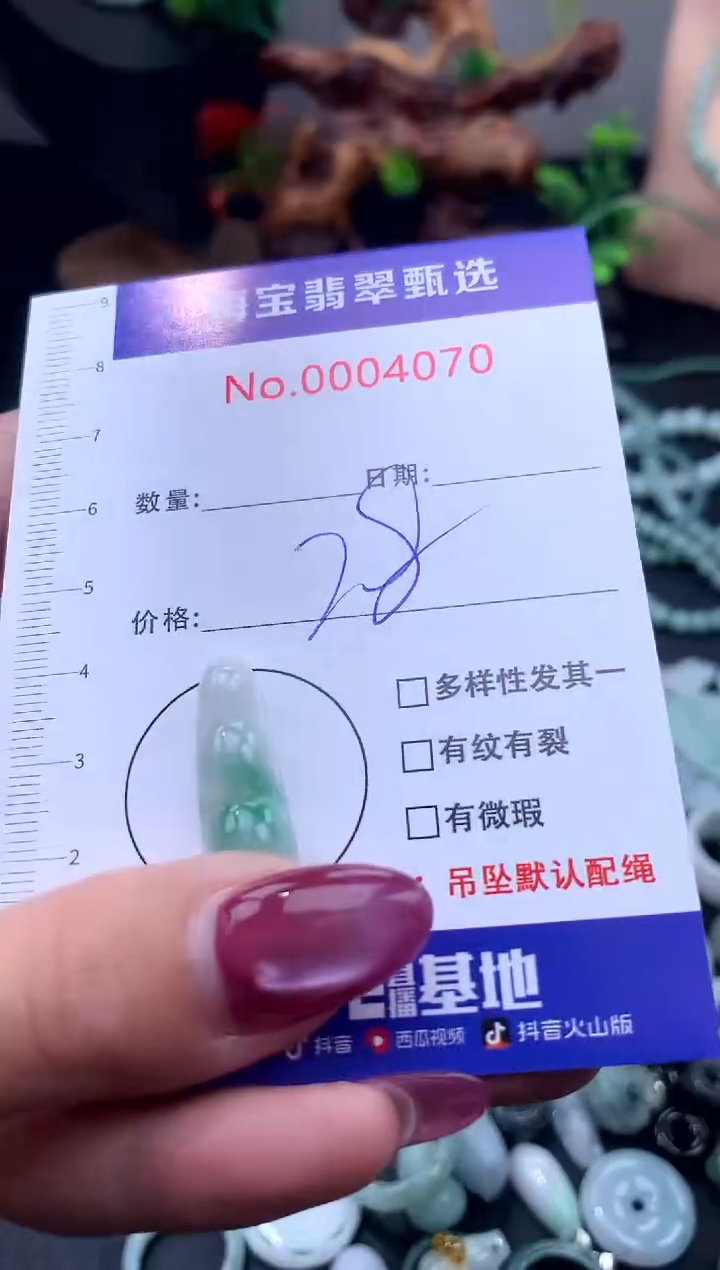 宝翡翠甄选
No.0004070
日期:
数量:
28
价格:
多样性发其一
有纹有裂
有微瑕
吊坠默认配绳
播基地
抖音 西瓜视频 抖音火山版
9
8
7
6
5
4
3
2